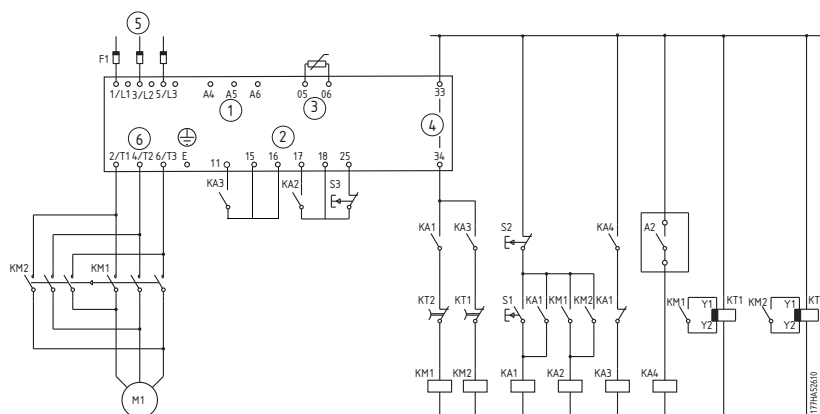 5
F1
1/L1 3/L2 5/L3 A4 A5 A6 05 06 33
1 3
4
6 2
2/T1 4/T2 6/T3 E 11 15 16 17 18 25 34
KA3 KA2 S3
KA1 KA3 S2 KA4 A2
KM2 KM1
KT2 KT1 S1 KA1 KM1 KM2 KA1 KM1 Y1 KT1 KM2 Y1 KT
Y2 Y2
KM1 KM2 KA1 KA2 KA3 KA4
M1
177HA52610